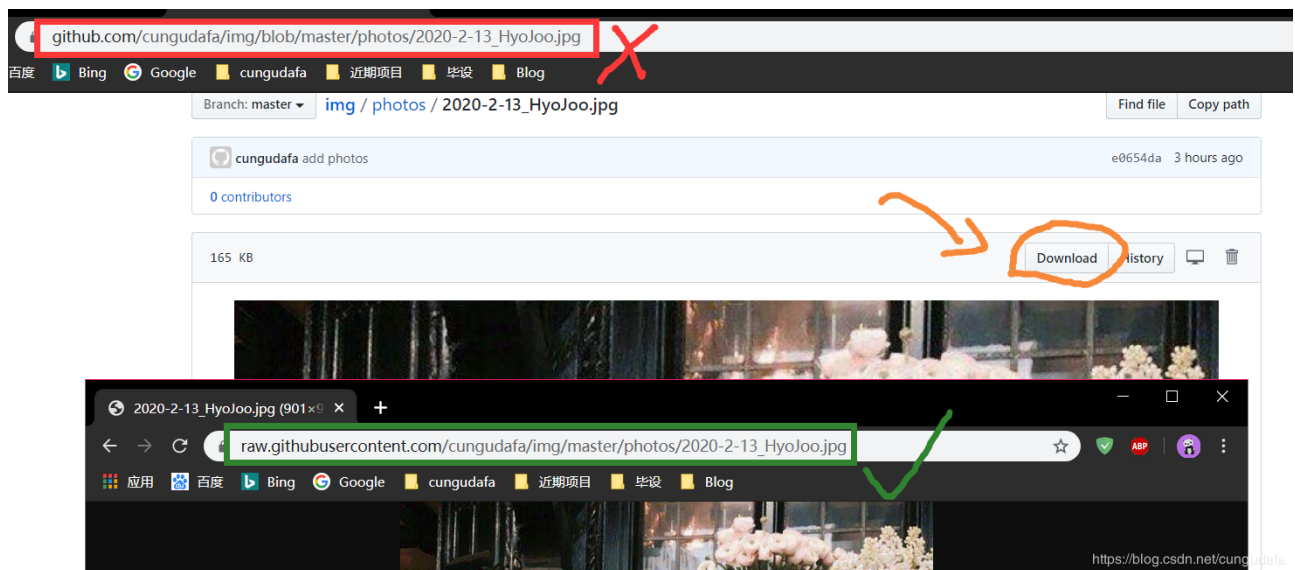 github.com/cungudafa/img/blob/master/photos/2020-2-13_HyoJoo.jpg
百度 Bing Google cungudafa 近期项目 毕设 Blog
Branch: master img / photos / 2020-2-13_HyoJoo.jpg Find file Copy path
cungudafa add photos e0654da 3 hours ago
0 contributors
165 KB Download History
2020-2-13_HyoJoo.jpg (901×9
raw.githubusercontent.com/cungudafa/img/master/photos/2020-2-13_HyoJoo.jpg ABP
应用 百度 Bing Google cungudafa 近期项目 毕设 Blog
https://blog.csdn.net/cungudafa